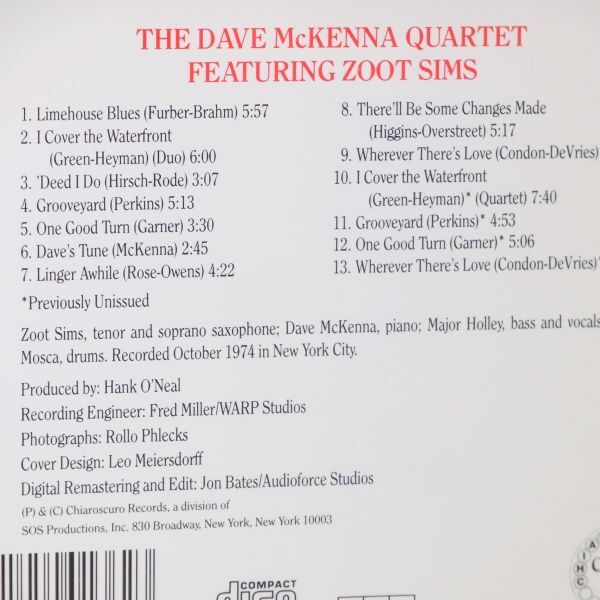 THE DAVE McKENNA QUARTET
FEATURING ZOOT SIMS
1. Limehouse Blues (Furber-Brahm) 5:57
2. I Cover the Waterfront
(Green-Heyman) (Duo) 6:00
3. 'Deed I Do (Hirsch-Rode) 3:07
4. Grooveyard (Perkins) 5:13
5. One Good Turn (Garner) 3:30
6. Dave's Tune (McKenna) 2:45
7. Linger Awhile (Rose-Owens) 4:22
*Previously Unissued
8. There'll Be Some Changes Made
(Higgins-Overstreet) 5:17
9. Wherever There's Love (Condon-DeVries)
10. I Cover the Waterfront
(Green-Heyman)* (Quartet) 7:40
11. Grooveyard (Perkins)* 4:53
12. One Good Turn (Garner)* 5:06
13. Wherever There's Love (Condon-DeVries)*
Zoot Sims, tenor and soprano saxophone; Dave McKenna, piano; Major Holley, bass and vocals
Mosca, drums. Recorded October 1974 in New York City.
Produced by: Hank O'Neal
Recording Engineer: Fred Miller/WARP Studios
Photographs: Rollo Phlecks
Cover Design: Leo Meiersdorff
Digital Remastering and Edit: Jon Bates/Audioforce Studios
(P) & (C) Chiaroscuro Records, a division of
SOS Productions, Inc. 830 Broadway, New York, New York 10003
COMPACT
disc